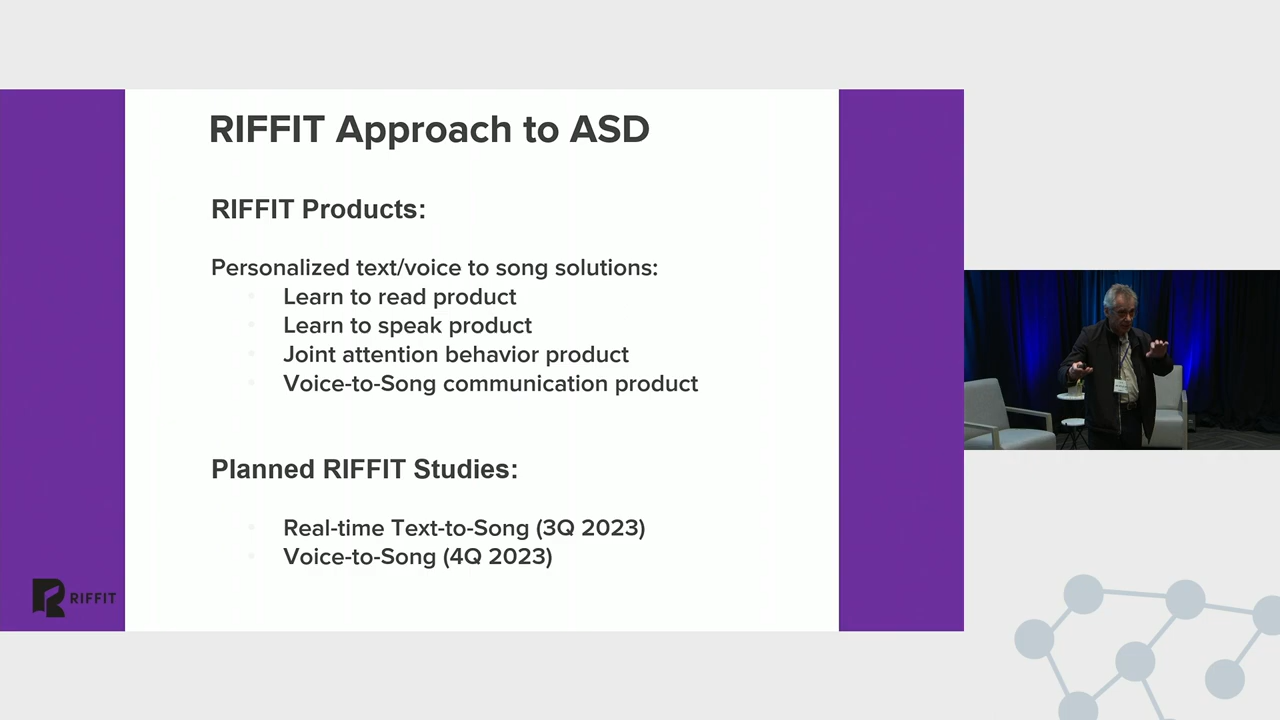 RIFFIT Approach to ASD
RIFFIT Products:
Personalized text/voice to song solutions:
Learn to read product
Learn to speak product
Joint attention behavior product
Voice-to-Song communication product
Planned RIFFIT Studies:
Real-time Text-to-Song (3Q 2023)
Voice-to-Song (4Q 2023)
RIFFIT